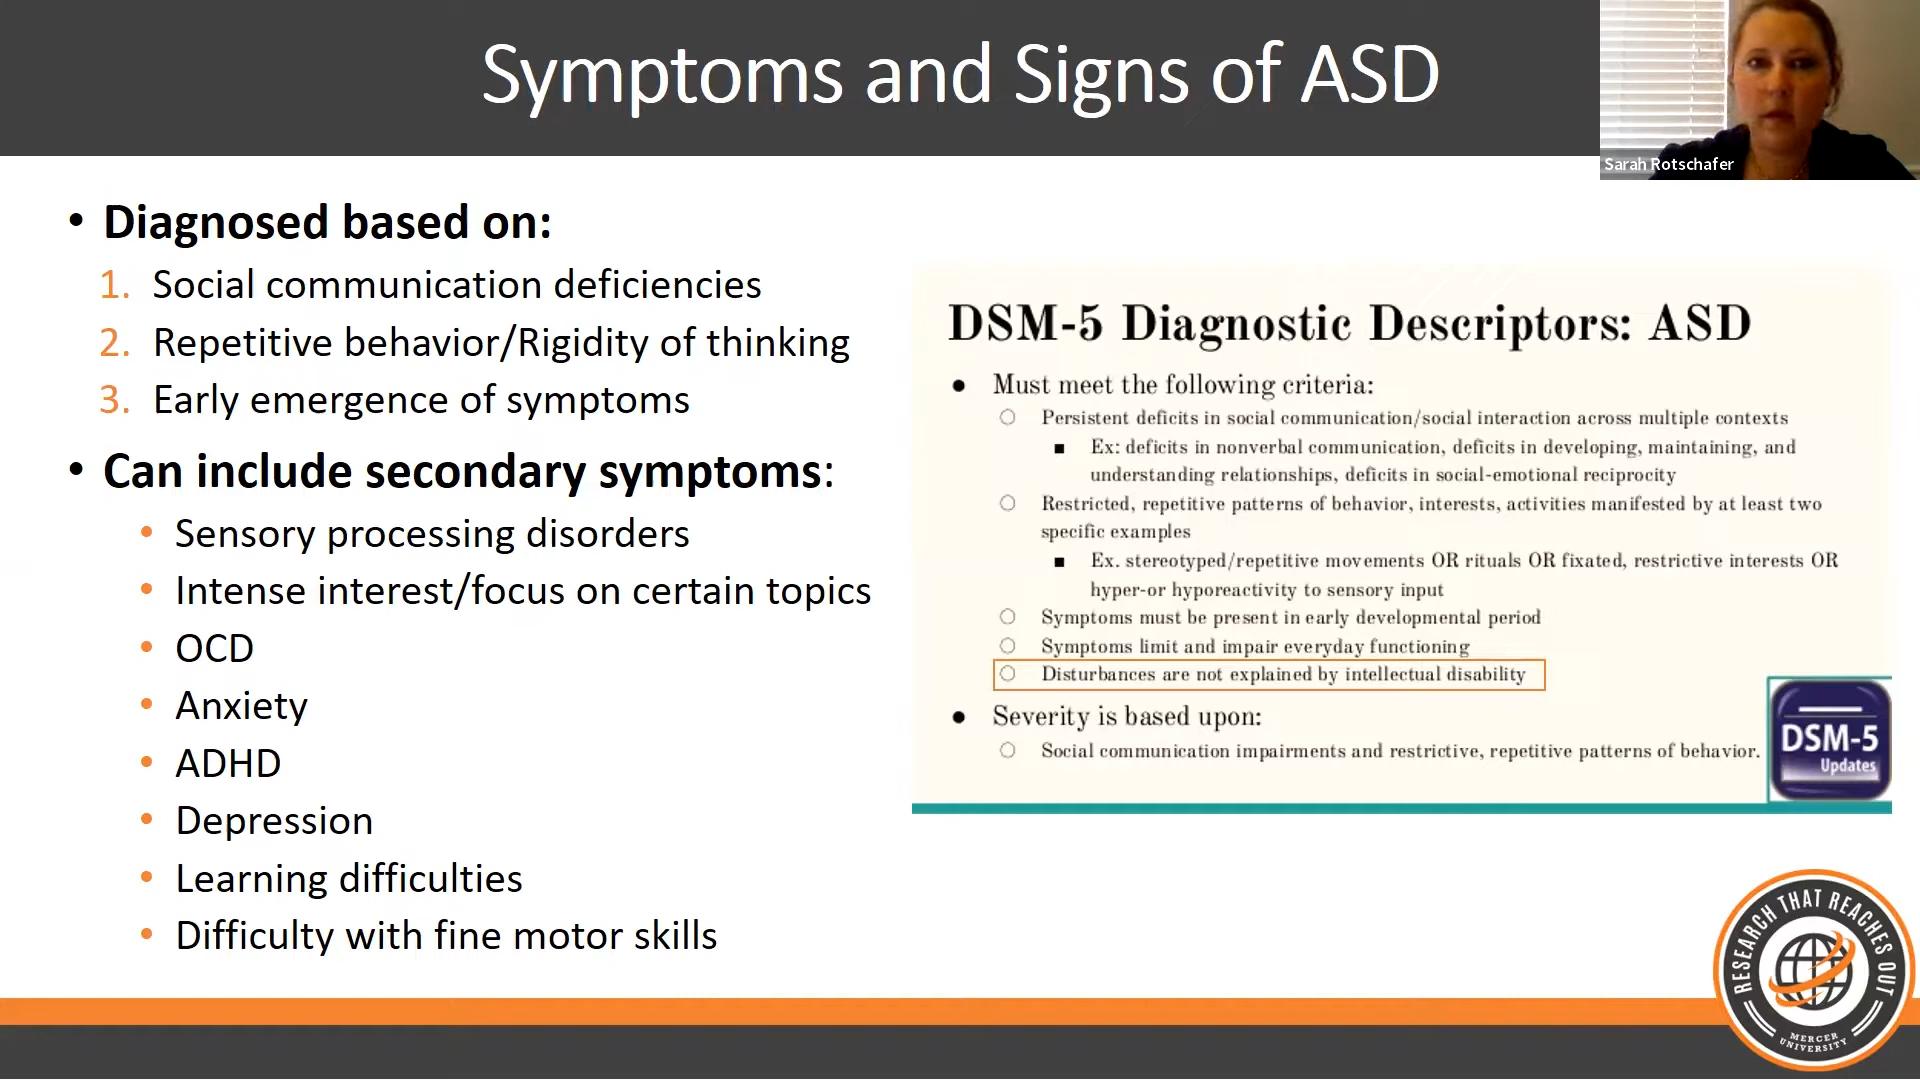 Symptoms and Signs of ASD
Sarah Rotschafer
• Diagnosed based on:
1. Social communication deficiencies
2. Repetitive behavior/Rigidity of thinking
3. Early emergence of symptoms
• Can include secondary symptoms:
• Sensory processing disorders
• Intense interest/focus on certain topics
• OCD
• Anxiety
• ADHD
• Depression
• Learning difficulties
• Difficulty with fine motor skills
DSM-5 Diagnostic Descriptors: ASD
● Must meet the following criteria:
○ Persistent deficits in social communication/social interaction across multiple contexts
■ Ex: deficits in nonverbal communication, deficits in developing, maintaining, and
understanding relationships, deficits in social-emotional reciprocity
○ Restricted, repetitive patterns of behavior, interests, activities manifested by at least two
specific examples
■ Ex. stereotyped/repetitive movements OR rituals OR fixated, restrictive interests OR
hyper-or hyporeactivity to sensory input
○ Symptoms must be present in early developmental period
○ Symptoms limit and impair everyday functioning
○ Disturbances are not explained by intellectual disability
● Severity is based upon:
○ Social communication impairments and restrictive, repetitive patterns of behavior.
DSM-5
Updates
RESEARCH THAT REACHES OUT
MERCER
UNIVERSITY